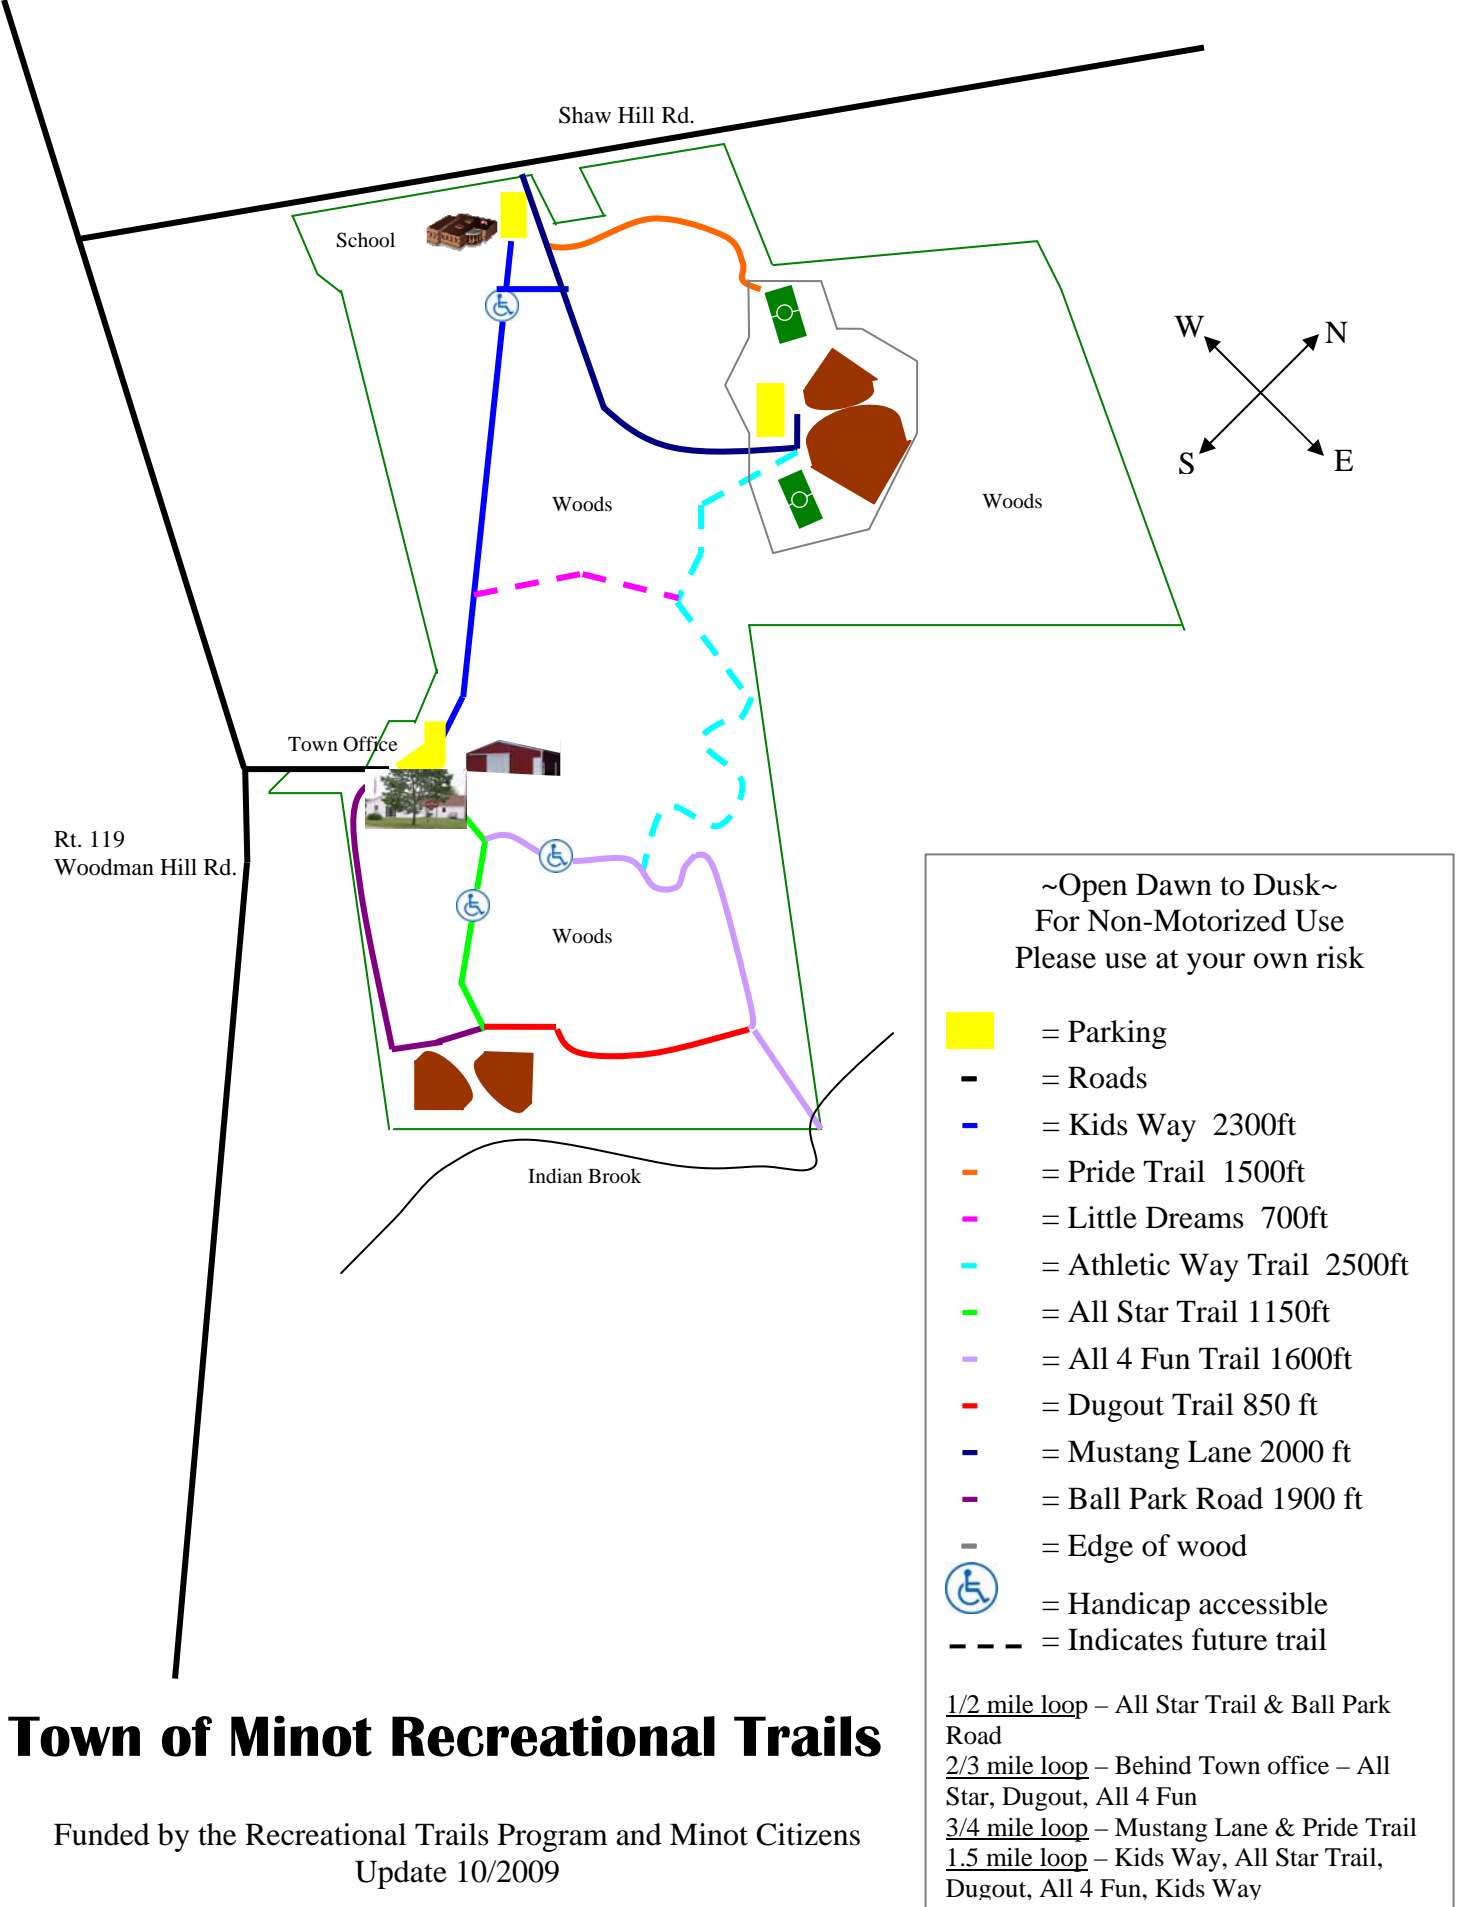 Shaw Hill Rd.
School
W
N
S
E
Woods
Woods
Town Office
Rt. 119
Woodman Hill Rd.
Woods
Indian Brook
~Open Dawn to Dusk~
For Non-Motorized Use
Please use at your own risk
= Parking
= Roads
= Kids Way 2300ft
= Pride Trail 1500ft
= Little Dreams 700ft
= Athletic Way Trail 2500ft
= All Star Trail 1150ft
= All 4 Fun Trail 1600ft
= Dugout Trail 850 ft
= Mustang Lane 2000 ft
= Ball Park Road 1900 ft
= Edge of wood
= Handicap accessible
= Indicates future trail
1/2 mile loop – All Star Trail & Ball Park
Road
2/3 mile loop – Behind Town office – All
Star, Dugout, All 4 Fun
3/4 mile loop – Mustang Lane & Pride Trail
1.5 mile loop – Kids Way, All Star Trail,
Dugout, All 4 Fun, Kids Way
Town of Minot Recreational Trails
Funded by the Recreational Trails Program and Minot Citizens
Update 10/2009